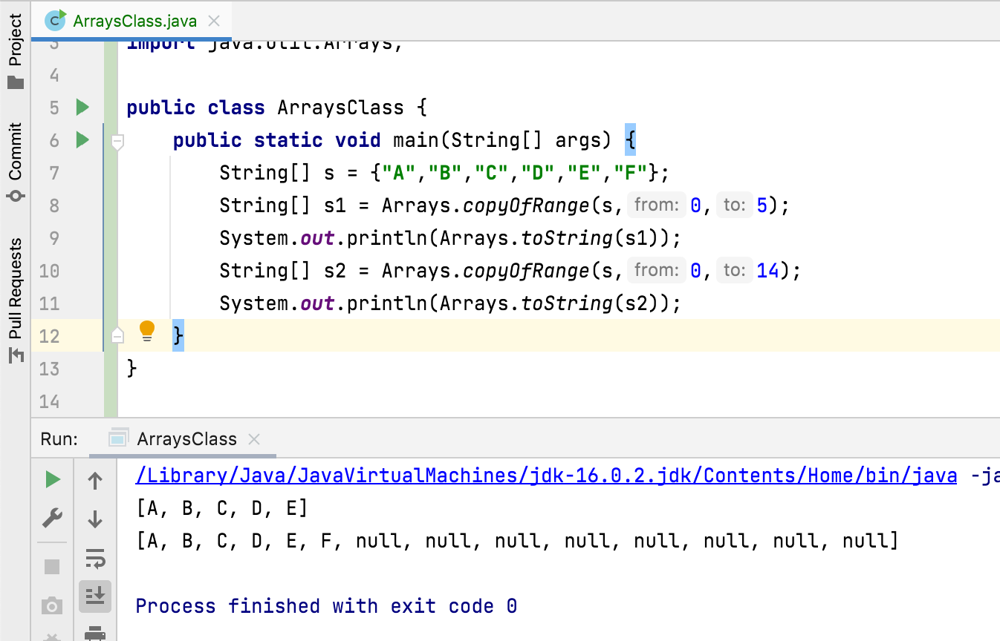 ArraysClass.java
Project
Commit
Pull Requests
3 import java.util.Arrays;
4
5 public class ArraysClass {
6 public static void main(String[] args) {
7 String[] s = {"A","B","C","D","E","F"};
8 String[] s1 = Arrays.copyOfRange(s, from: 0, to: 5);
9 System.out.println(Arrays.toString(s1));
10 String[] s2 = Arrays.copyOfRange(s, from: 0, to: 14);
11 System.out.println(Arrays.toString(s2));
12 }
13 }
14
Run: ArraysClass
/Library/Java/JavaVirtualMachines/jdk-16.0.2.jdk/Contents/Home/bin/java -ja
[A, B, C, D, E]
[A, B, C, D, E, F, null, null, null, null, null, null, null, null]
Process finished with exit code 0